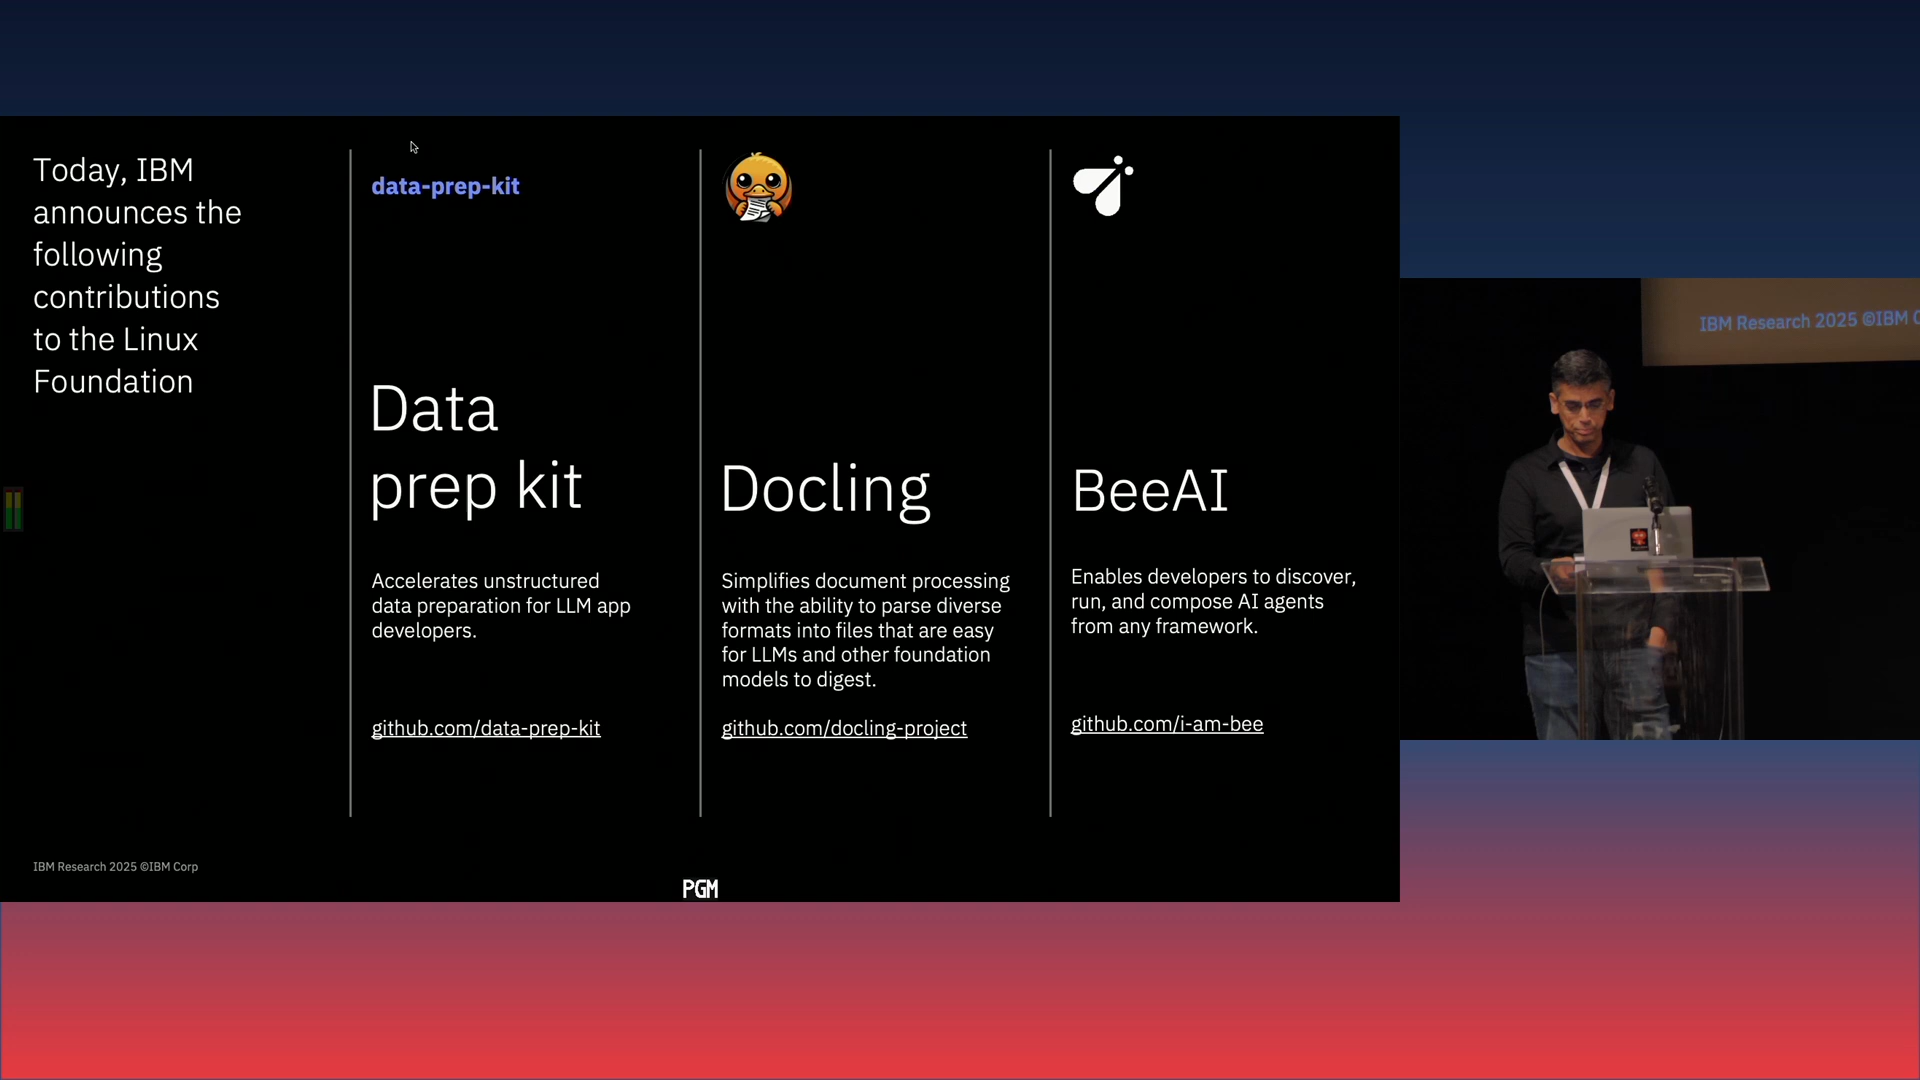 Today, IBM
announces the
following
contributions
to the Linux
Foundation
data-prep-kit
Data
prep kit
Accelerates unstructured
data preparation for LLM app
developers.
github.com/data-prep-kit
Docling
Simplifies document processing
with the ability to parse diverse
formats into files that are easy
for LLMs and other foundation
models to digest.
github.com/docling-project
BeeAI
Enables developers to discover,
run, and compose AI agents
from any framework.
github.com/i-am-bee
IBM Research 2025 ©IBM Corp
PGM
IBM Research 2025 ©IBM C